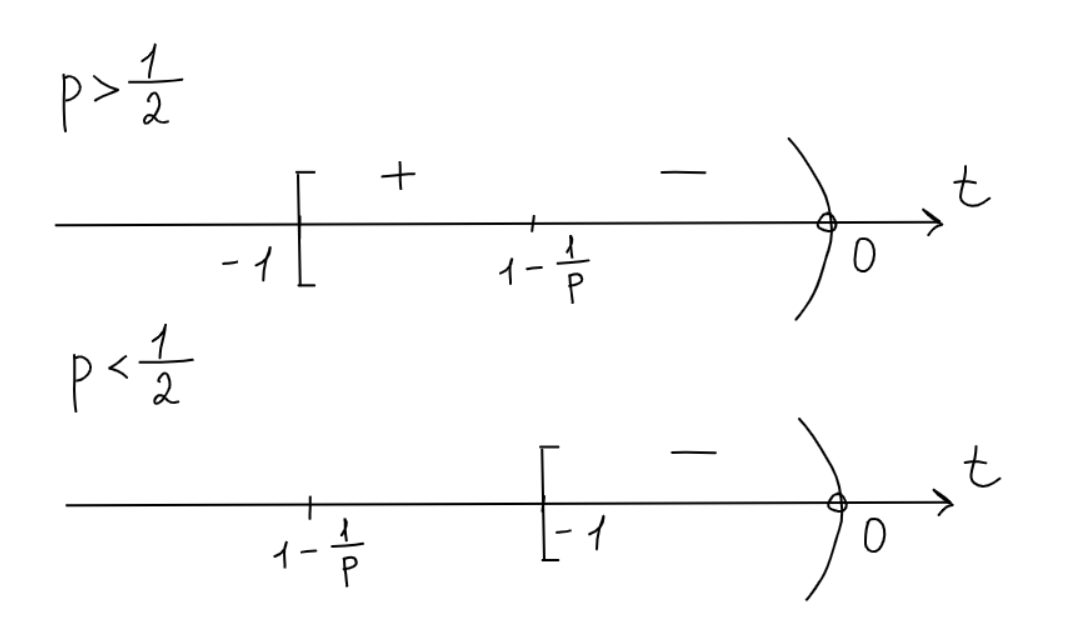 p > 1/2
+ − t
-1 1 - 1/p 0
p < 1/2
− t
1 - 1/p -1 0